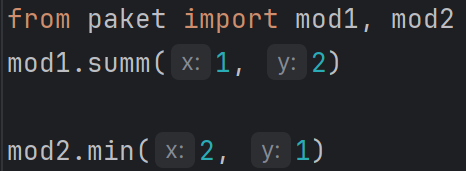 from paket import mod1, mod2
mod1.summ( x: 1, y: 2)
mod2.min( x: 2, y: 1)